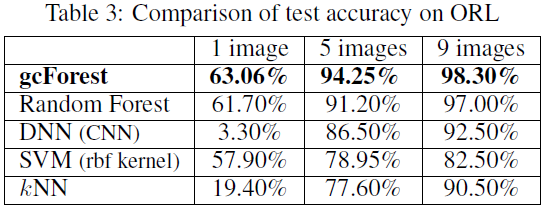 Table 3: Comparison of test accuracy on ORL
1 image 5 images 9 images
gcForest 63.06% 94.25% 98.30%
Random Forest 61.70% 91.20% 97.00%
DNN (CNN) 3.30% 86.50% 92.50%
SVM (rbf kernel) 57.90% 78.95% 82.50%
kNN 19.40% 77.60% 90.50%